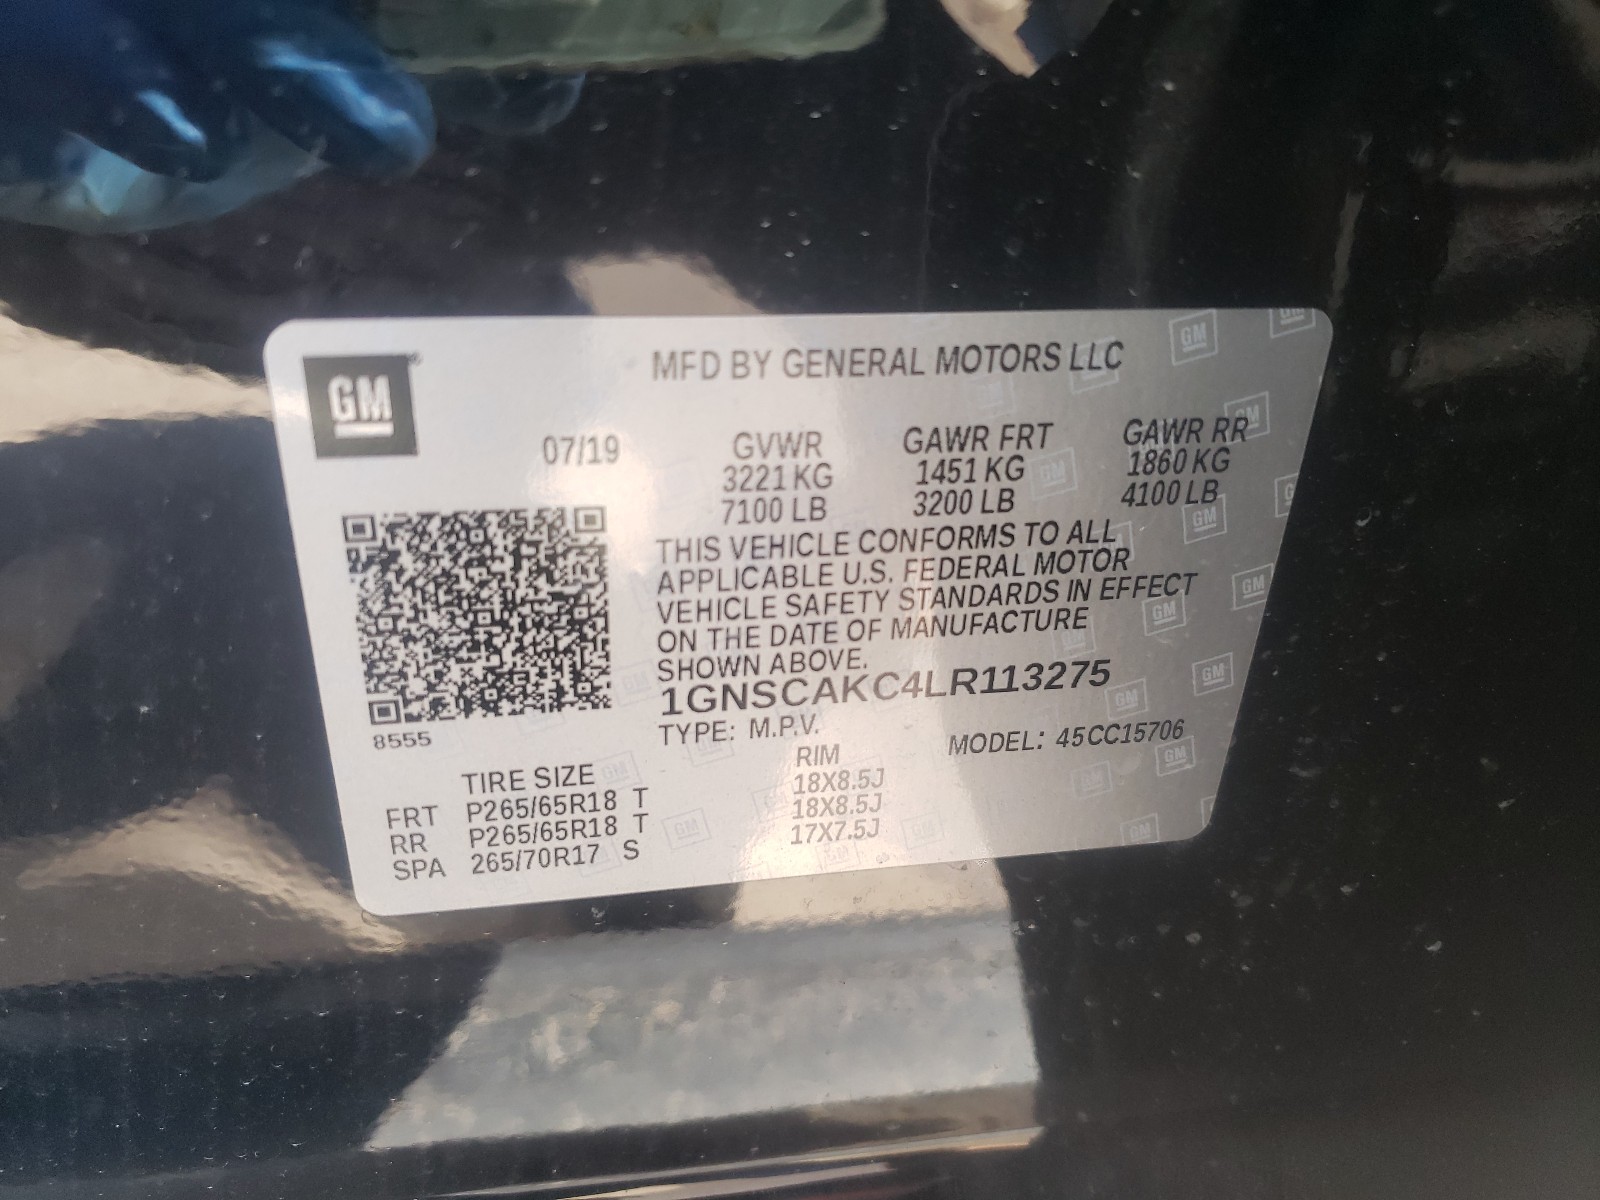 GM
MFD BY GENERAL MOTORS LLC
07/19
GVWR GAWR FRT GAWR RR
3221 KG 1451 KG 1860 KG
7100 LB 3200 LB 4100 LB
THIS VEHICLE CONFORMS TO ALL
APPLICABLE U.S. FEDERAL MOTOR
VEHICLE SAFETY STANDARDS IN EFFECT
ON THE DATE OF MANUFACTURE
SHOWN ABOVE.
1GNSCAKC4LR113275
8555
TYPE: M.P.V. MODEL: 45CC15706
TIRE SIZE RIM
FRT P265/65R18 T 18X8.5J
RR P265/65R18 T 18X8.5J
SPA 265/70R17 S 17X7.5J